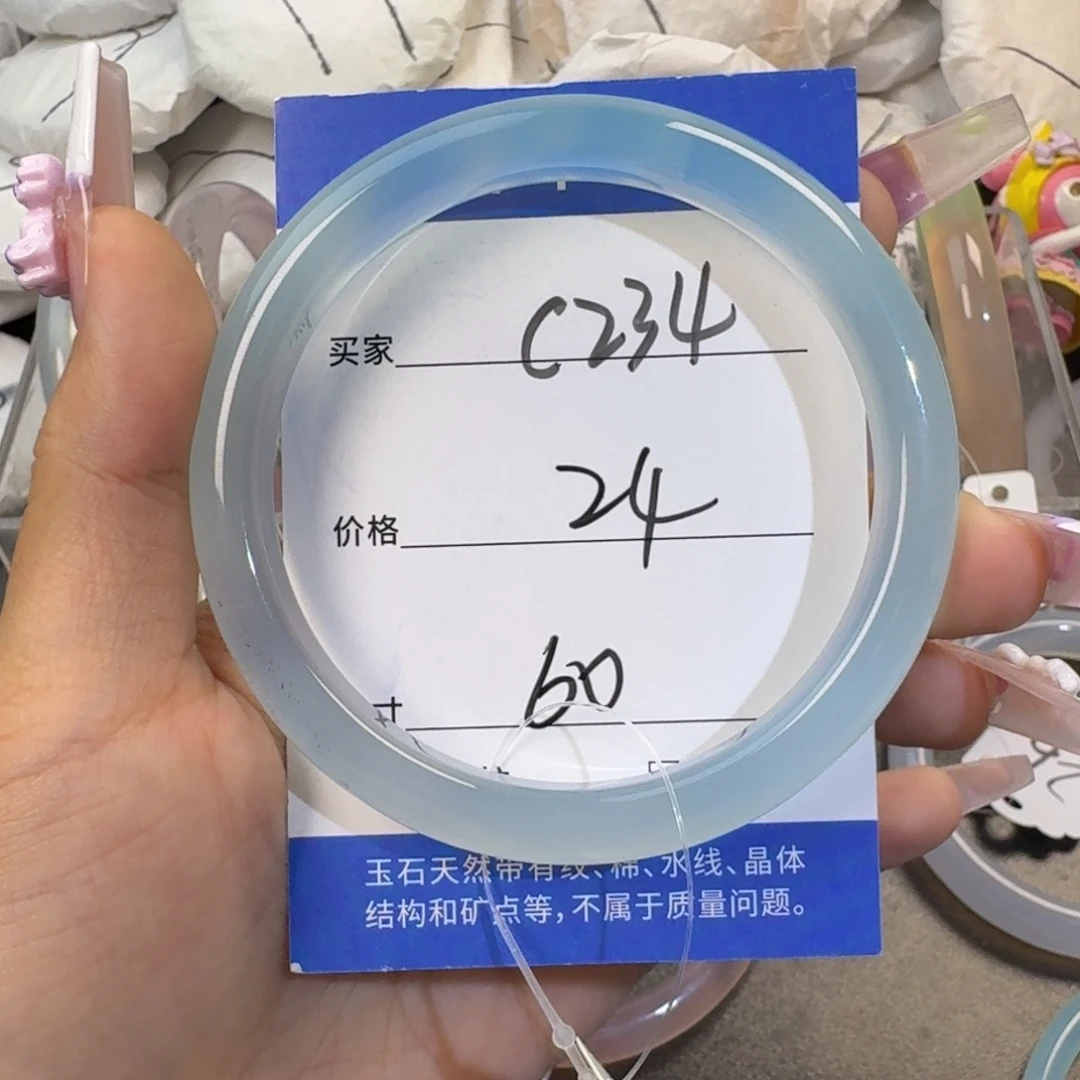 买家 C234
价格 24
寸 60
玉石天然带有纹、棉、水线、晶体
结构和矿点等,不属于质量问题。